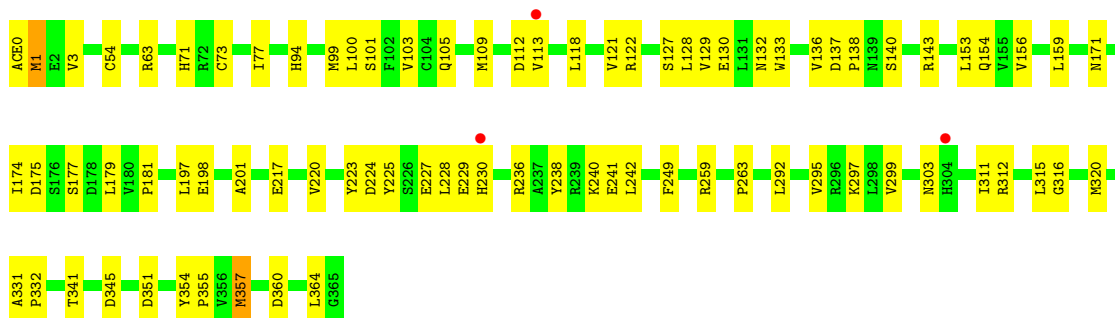 ACE0 M1 E2 V3 C54 R63 H71 R72 C73 I77 H94 M99 L100 S101 F102 V103 C104 Q105 M109 D112 V113 L118 V121 R122 S127 L128 V129 E130 L131 N132 W133 V136 D137 P138 N139 S140 R143 L153 Q154 V155 V156 L159 N171
I174 D175 S176 S177 D178 L179 V180 P181 L197 E198 A201 E217 V220 Y223 D224 Y225 S226 E227 L228 E229 H230 R236 A237 Y238 R239 K240 E241 L242 F249 R259 P263 L292 V295 R296 K297 L298 V299 N303 H304 I311 R312 L315 G316 M320
A331 P332 T341 D345 D351 Y354 P355 V356 M357 D360 L364 G365